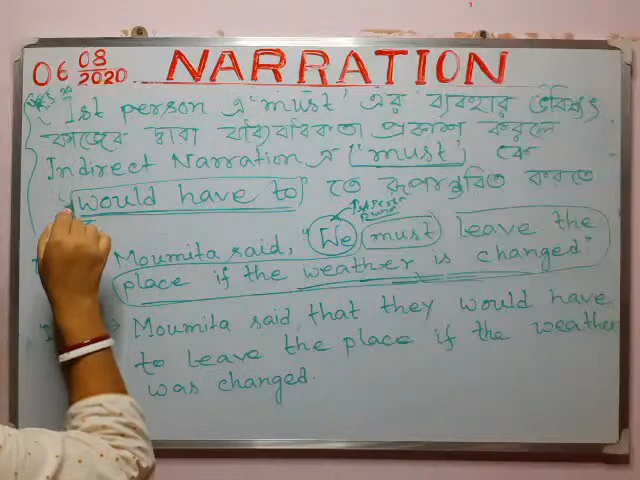 06 08/2020 NARRATION
1st person এ 'must' এর ব্যবহার ভবিষ্যৎ
কাজের দ্বারা বাধ্যবাধকতা প্রকাশ করলে
Indirect Narration এ 'must' কে
"would have to" তে রূপান্তরিত করতে
1st person
Moumita said, "We must leave the
place if the weather is changed"
→ Moumita said that they would have
to leave the place if the weather
was changed.